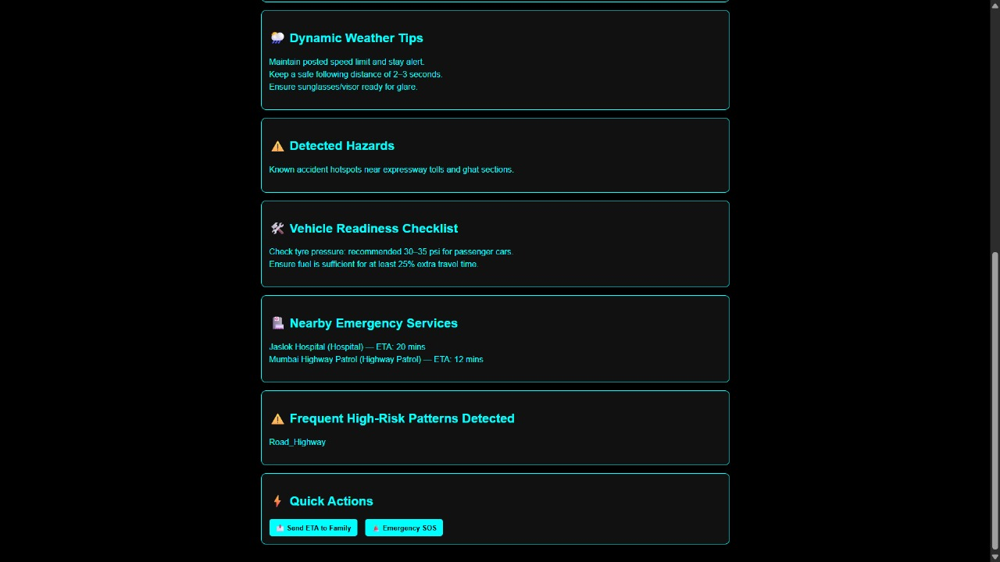 Dynamic Weather Tips
Maintain posted speed limit and stay alert.
Keep a safe following distance of 2–3 seconds.
Ensure sunglasses/visor ready for glare.
Detected Hazards
Known accident hotspots near expressway tolls and ghat sections.
Vehicle Readiness Checklist
Check tyre pressure: recommended 30–35 psi for passenger cars.
Ensure fuel is sufficient for at least 25% extra travel time.
Nearby Emergency Services
Jaslok Hospital (Hospital) — ETA: 20 mins
Mumbai Highway Patrol (Highway Patrol) — ETA: 12 mins
Frequent High-Risk Patterns Detected
Road_Highway
Quick Actions
Send ETA to Family
Emergency SOS